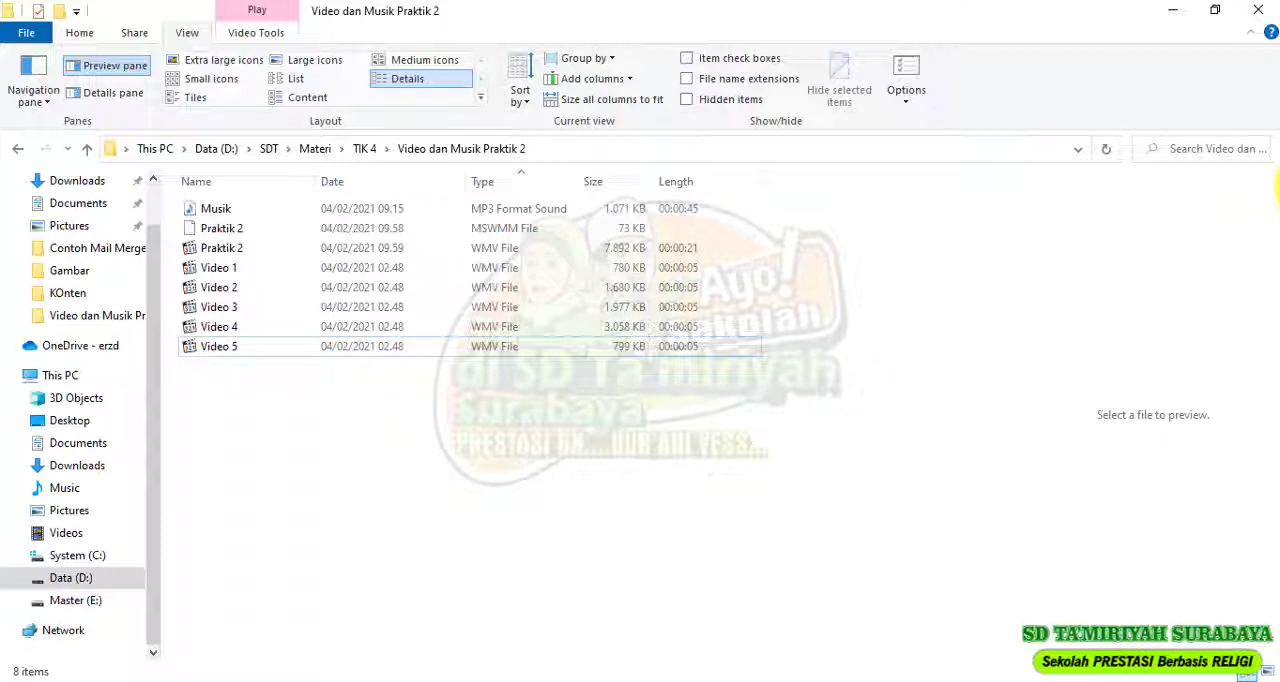 Play
Video dan Musik Praktik 2
File
Home
Share
View
Video Tools
Navigation pane
Preview pane
Details pane
Panes
Extra large icons
Large icons
Medium icons
Small icons
List
Details
Tiles
Content
Layout
Sort by
Group by
Add columns
Size all columns to fit
Current view
Item check boxes
File name extensions
Hidden items
Hide selected items
Show/hide
Options
This PC > Data (D:) > SDT > Materi > TIK 4 > Video dan Musik Praktik 2
Search Video dan ...
Downloads
Documents
Pictures
Contoh Mail Merge
Gambar
KOnten
Video dan Musik Pr
OneDrive - erzd
This PC
3D Objects
Desktop
Documents
Downloads
Music
Pictures
Videos
System (C:)
Data (D:)
Master (E:)
Network
Name Date Type Size Length
Musik 04/02/2021 09.15 MP3 Format Sound 1.071 KB 00:00:45
Praktik 2 04/02/2021 09.58 MSWMM File 73 KB
Praktik 2 04/02/2021 09.59 WMV File 7.892 KB 00:00:21
Video 1 04/02/2021 02.48 WMV File 780 KB 00:00:05
Video 2 04/02/2021 02.48 WMV File 1.680 KB 00:00:05
Video 3 04/02/2021 02.48 WMV File 1.977 KB 00:00:05
Video 4 04/02/2021 02.48 WMV File 3.058 KB 00:00:05
Video 5 04/02/2021 02.48 WMV File 799 KB 00:00:05
Ayo!
Sekolah
di SD Ta'miriyah
surabaya
PRESTASI OK... QUR'ANI YESS...
Select a file to preview.
SD TA'MIRIYAH SURABAYA
Sekolah PRESTASI Berbasis RELIGI
8 items